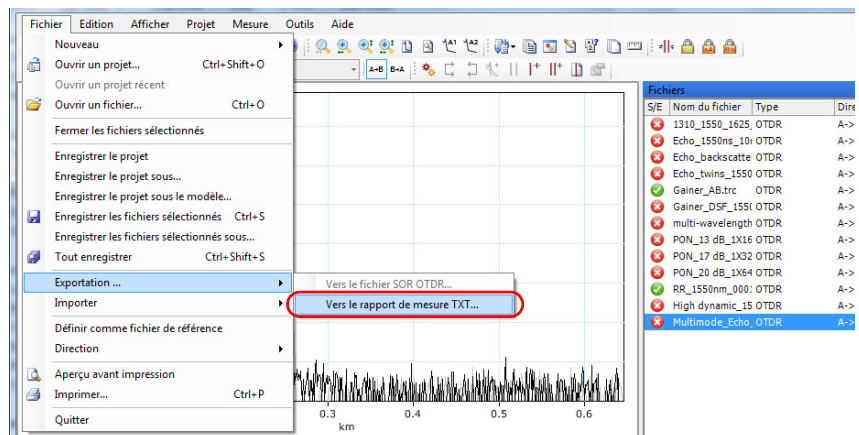 Fichier Edition Afficher Projet Mesure Outils Aide
Nouveau
Ouvrir un projet... Ctrl+Shift+O
Ouvrir un projet récent
Ouvrir un fichier... Ctrl+O
Fermer les fichiers sélectionnés
Enregistrer le projet
Enregistrer le projet sous...
Enregistrer le projet sous le modèle...
Enregistrer les fichiers sélectionnés Ctrl+S
Enregistrer les fichiers sélectionnés sous...
Tout enregistrer Ctrl+Shift+S
Exportation ...
Vers le fichier SOR OTDR...
Importer
Vers le rapport de mesure TXT...
Définir comme fichier de référence
Direction
Aperçu avant impression
Imprimer... Ctrl+P
Quitter
A→B B→A
0.3 0.4 0.5 0.6
km
Fichiers
S/E Nom du fichier Type Dire
1310_1550_1625_ OTDR A->
Echo_1550ns_10 OTDR A->
Echo_backscatte OTDR A->
Echo_twins_1550 OTDR A->
Gainer_AB.trc OTDR A->
Gainer_DSF_155 OTDR A->
multi-wavelength OTDR A->
PON_13 dB_1X16 OTDR A->
PON_17 dB_1X32 OTDR A->
PON_20 dB_1X64 OTDR A->
RR_1550nm_001 OTDR A->
High dynamic_15 OTDR A->
Multimode_Echo_ OTDR A->